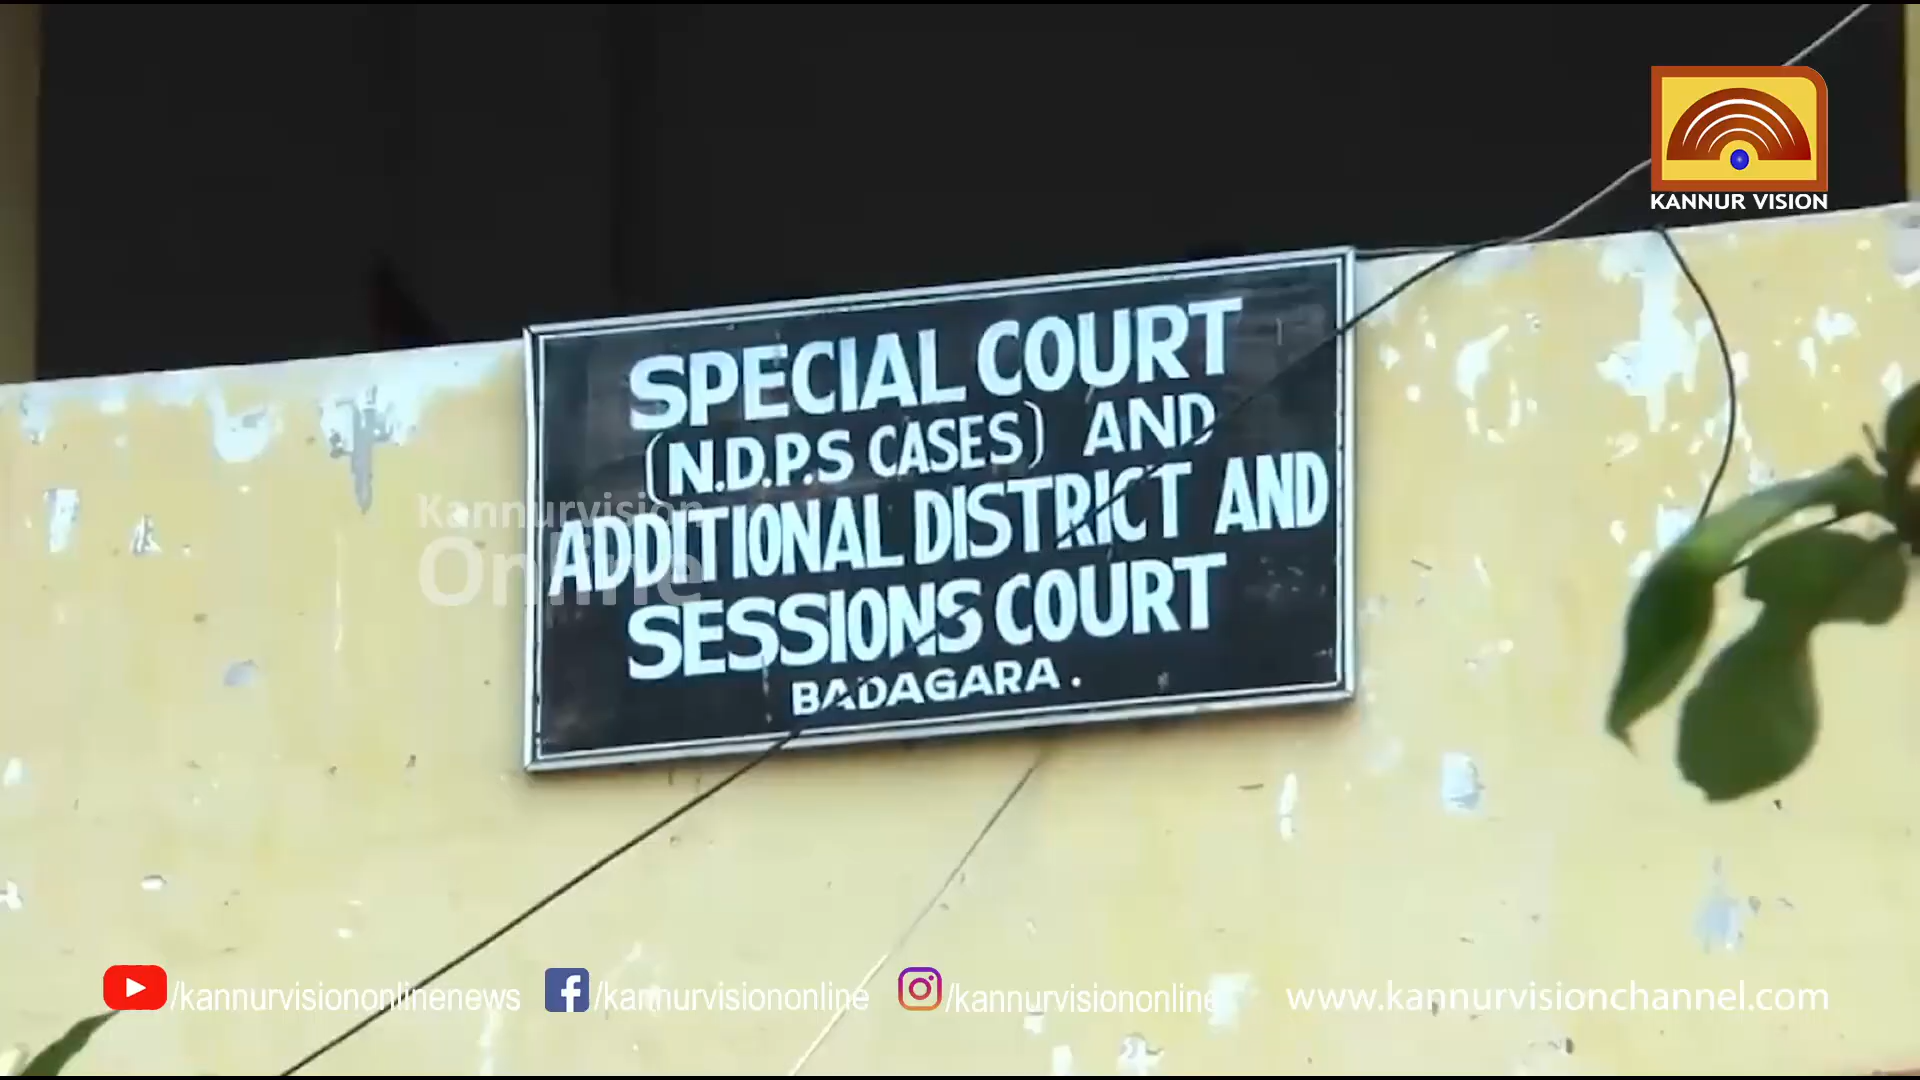 KANNUR VISION
SPECIAL COURT
(N.D.P.S CASES) AND
ADDITIONAL DISTRICT AND
SESSIONS COURT
BADAGARA.
Kannurvision
Online
/kannurvisiononlinenews /kannurvisiononline /kannurvisiononline www.kannurvisionchannel.com